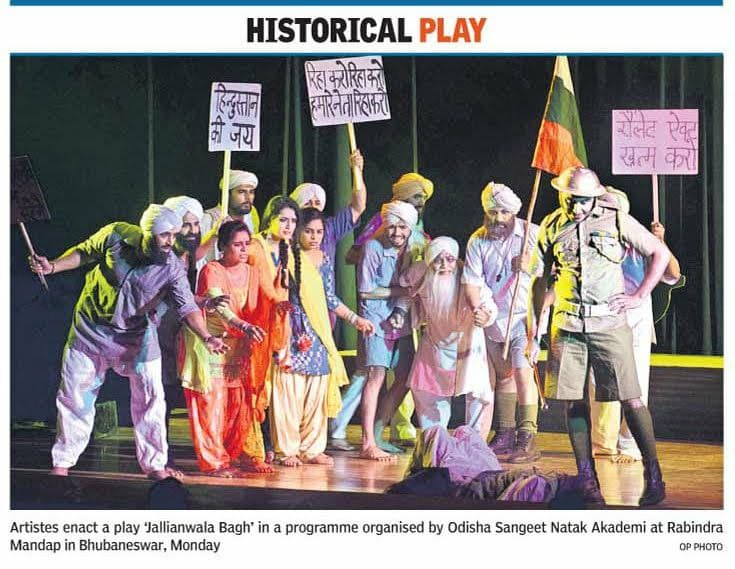 HISTORICAL PLAY
हिन्दुस्तान
की जय
रिहा करो रिहा करो
हमारे नेता रिहा करो
रौलेट ऐक्ट
खत्म करो
Artistes enact a play ‘Jallianwala Bagh’ in a programme organised by Odisha Sangeet Natak Akademi at Rabindra
Mandap in Bhubaneswar, Monday
OP PHOTO